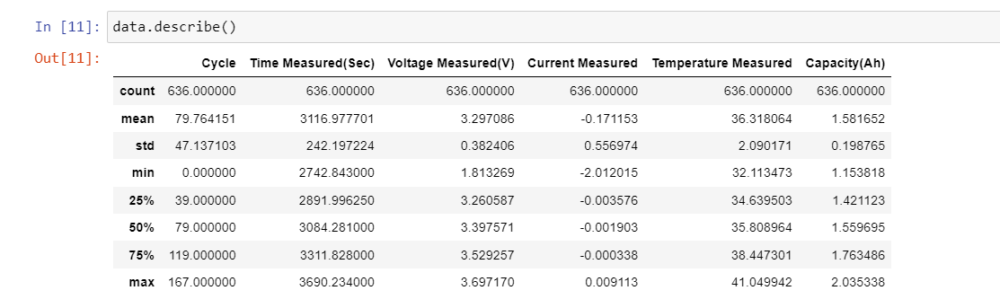 In [11]: data.describe()
Out[11]:
Cycle Time Measured(Sec) Voltage Measured(V) Current Measured Temperature Measured Capacity(Ah)
count 636.000000 636.000000 636.000000 636.000000 636.000000 636.000000
mean 79.764151 3116.977701 3.297086 -0.171153 36.318064 1.581652
std 47.137103 242.197224 0.382406 0.556974 2.090171 0.198765
min 0.000000 2742.843000 1.813269 -2.012015 32.113473 1.153818
25% 39.000000 2891.996250 3.260587 -0.003576 34.639503 1.421123
50% 79.000000 3084.281000 3.397571 -0.001903 35.808964 1.559695
75% 119.000000 3311.828000 3.529257 -0.000338 38.447301 1.763486
max 167.000000 3690.234000 3.697170 0.009113 41.049942 2.035338